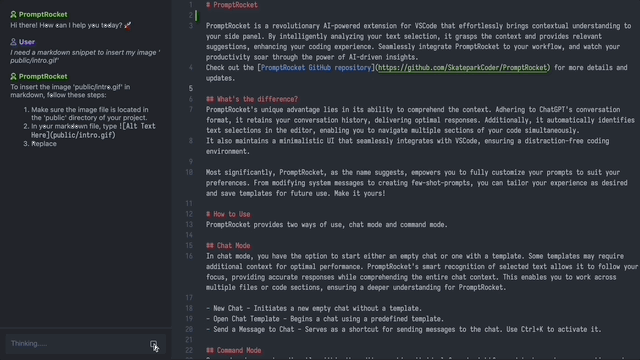 PromptRocket
Hi there! How can I help you today? 🚀
User
I need a markdown snippet to insert my image '
public/intro.gif'
PromptRocket
To insert the image 'public/intro.gif' in
markdown, follow these steps:
1. Make sure the image file is located in
the 'public' directory of your project.
2. In your markdown file, type ![Alt Text
Here](public/intro.gif)
3. Replace
Thinking.....
1 # PromptRocket
2
3 PromptRocket is a revolutionary AI-powered extension for VSCode that effortlessly brings contextual understanding to
your side panel. By intelligently analyzing your text selection, it grasps the context and provides relevant
suggestions, enhancing your coding experience. Seamlessly integrate PromptRocket to your workflow, and watch your
productivity soar through the power of AI-driven insights.
4 Check out the [PromptRocket GitHub repository](https://github.com/SkateparkCoder/PromptRocket) for more details and
updates.
5
6 ## What's the difference?
7 PromptRocket's unique advantage lies in its ability to comprehend the context. Adhering to ChatGPT's conversation
format, it retains your conversation history, delivering optimal responses. Additionally, it automatically identifies
text selections in the editor, enabling you to navigate multiple sections of your code simultaneously.
8 It also maintains a minimalistic UI that seamlessly integrates with VSCode, ensuring a distraction-free coding
environment.
9
10 Most significantly, PromptRocket, as the name suggests, empowers you to fully customize your prompts to suit your
preferences. From modifying system messages to creating few-shot-prompts, you can tailor your experience as desired
and save templates for future use. Make it yours!
11
12 # How to Use
13 PromptRocket provides two ways of use, chat mode and command mode.
14
15 ## Chat Mode
16 In chat mode, you have the option to start either an empty chat or one with a template. Some templates may require
additional context for optimal performance. PromptRocket's smart recognition of selected text allows it to follow your
focus, providing accurate responses while comprehending the entire chat context. This enables you to work across
multiple files or code sections, ensuring a deeper understanding for PromptRocket.
17
18 - New Chat - Initiates a new empty chat without a template.
19 - Open Chat Template - Begins a chat using a predefined template.
20 - Send a Message to Chat - Serves as a shortcut for sending messages to the chat. Use Ctrl+K to activate it.
21
22 ## Command Mode